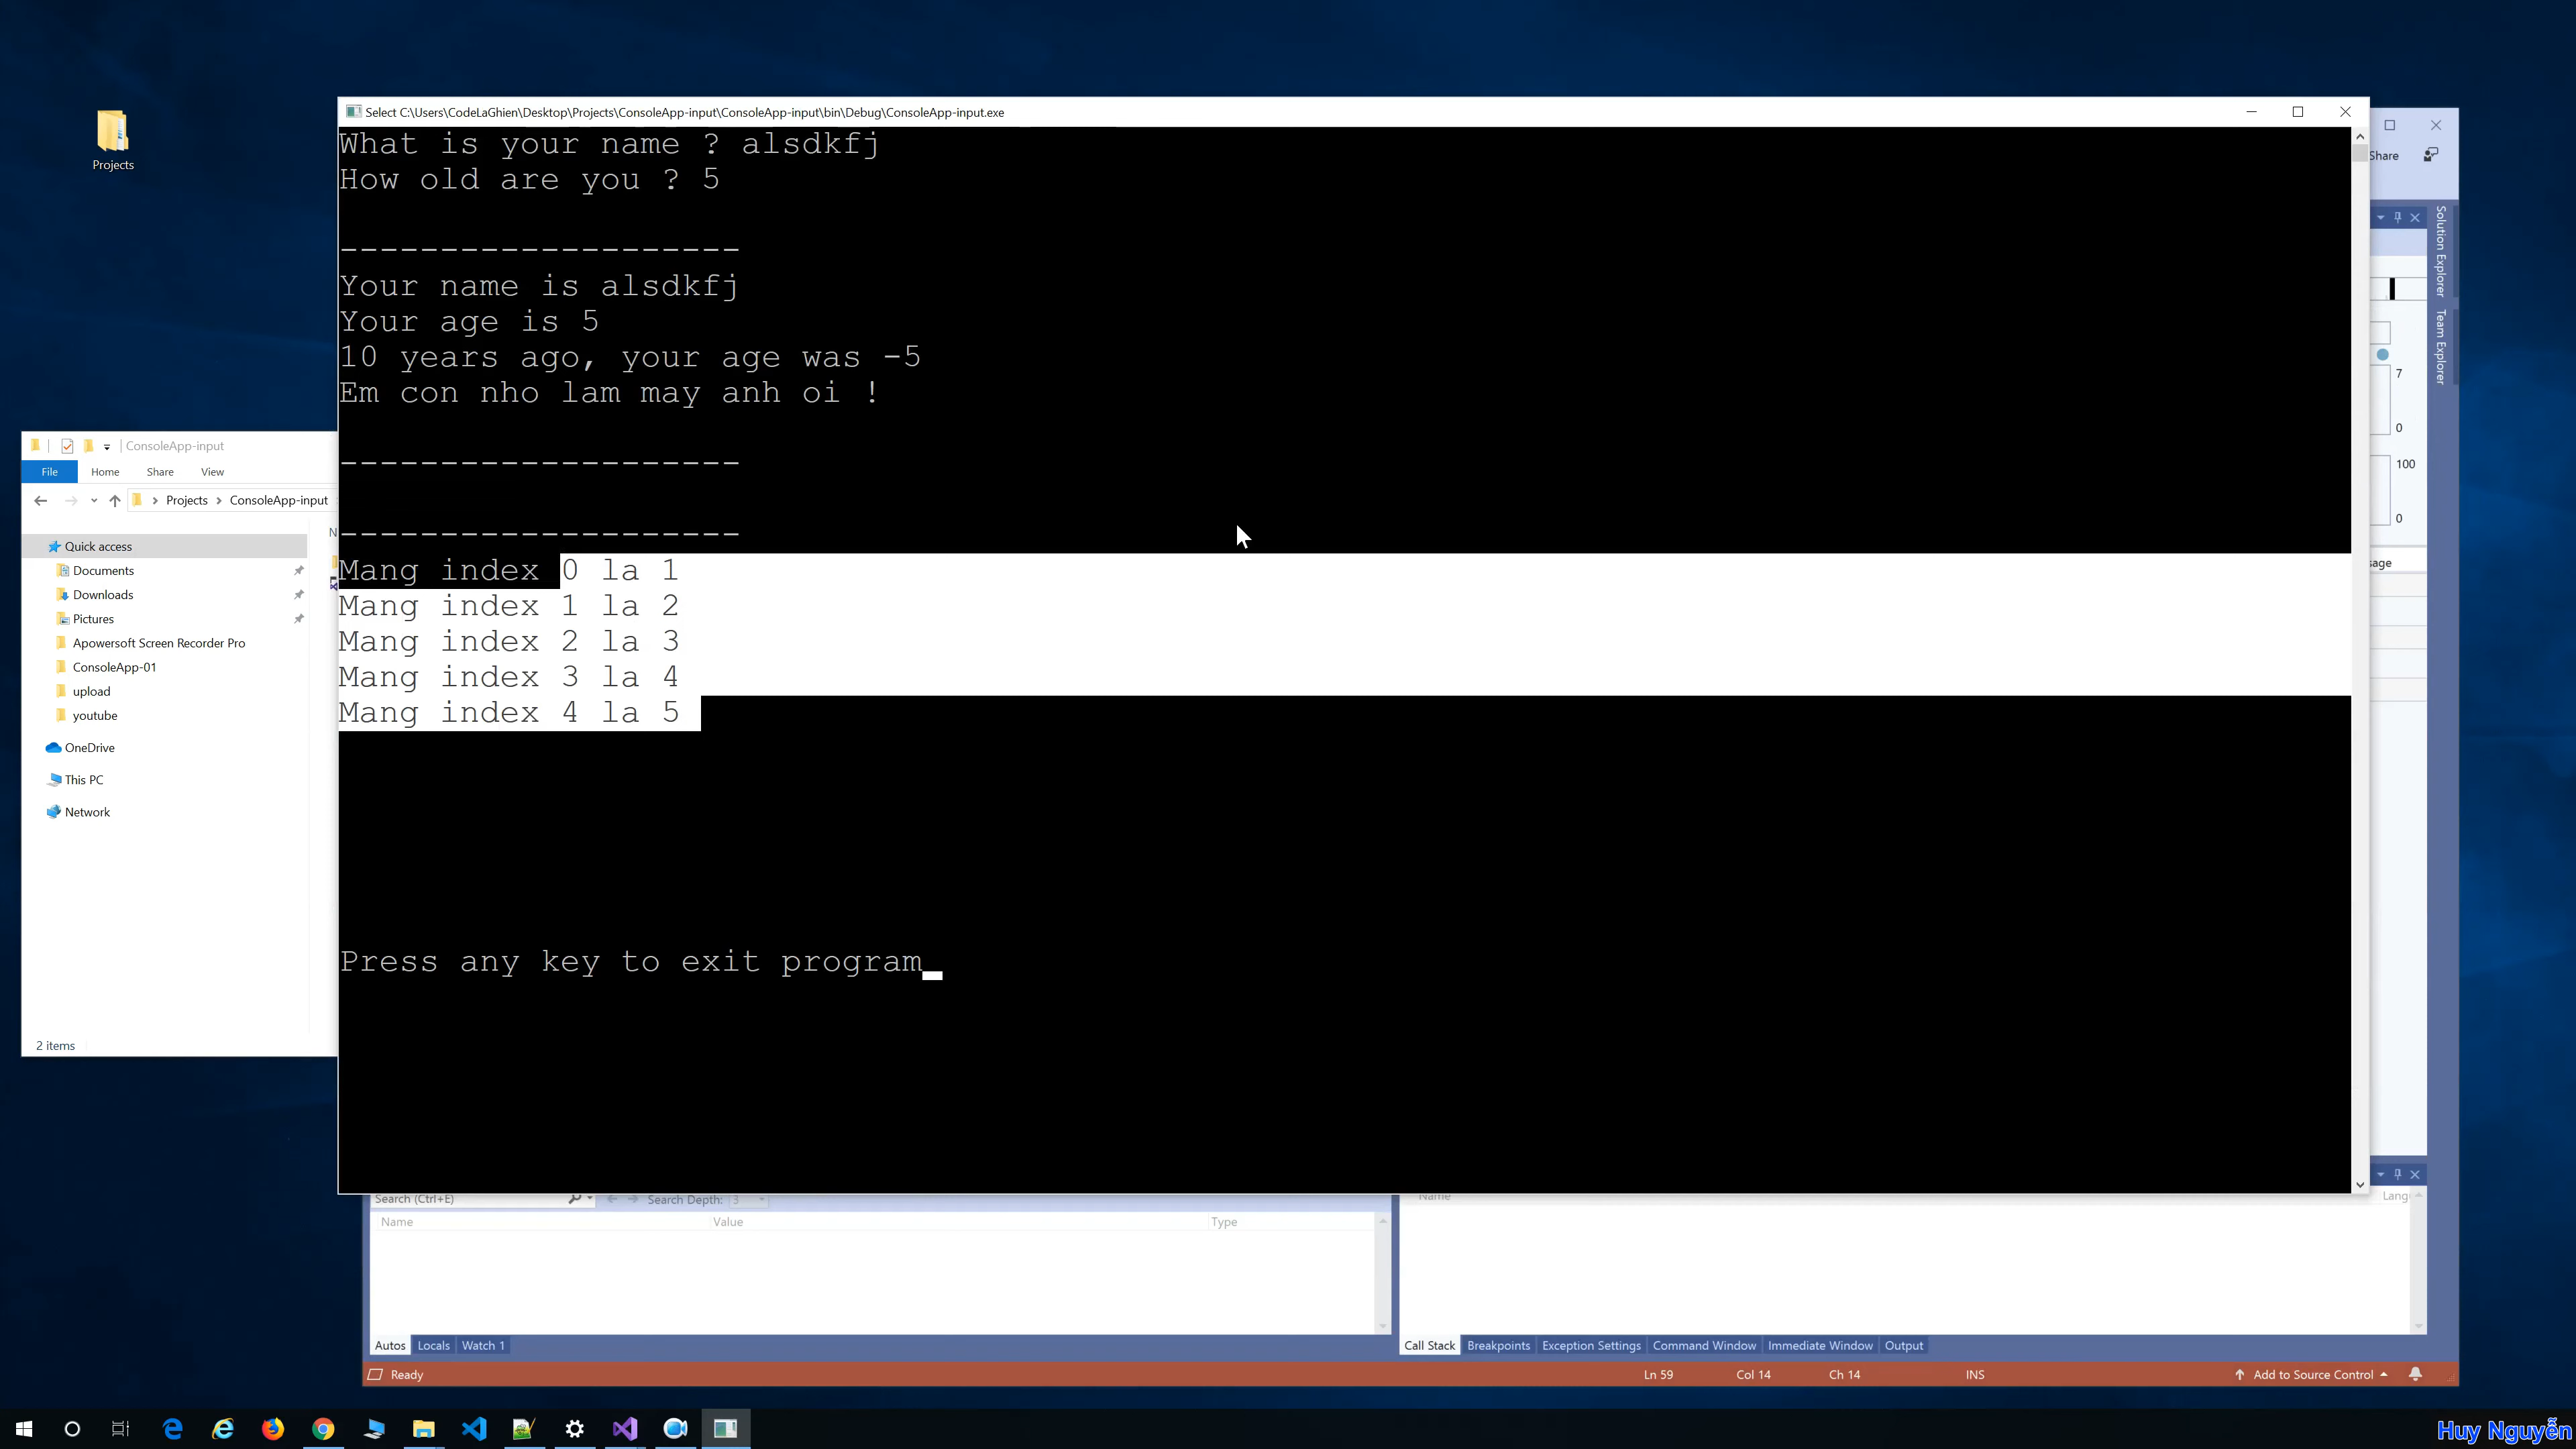 Projects
Select C:\Users\CodeLaGhien\Desktop\Projects\ConsoleApp-input\ConsoleApp-input\bin\Debug\ConsoleApp-input.exe
What is your name ? alsdkfj
How old are you ? 5
--------------------
Your name is alsdkfj
Your age is 5
10 years ago, your age was -5
Em con nho lam may anh oi !
--------------------
--------------------
Mang index 0 la 1
Mang index 1 la 2
Mang index 2 la 3
Mang index 3 la 4
Mang index 4 la 5
Press any key to exit program
ConsoleApp-input
File Home Share View
Projects > ConsoleApp-input
Quick access
Documents
Downloads
Pictures
Apowersoft Screen Recorder Pro
ConsoleApp-01
upload
youtube
OneDrive
This PC
Network
2 items
Share
Solution Explorer
Team Explorer
7
0
100
0
Search (Ctrl+E) Search Depth: 3
Name Value Type
Name
Autos Locals Watch 1
Call Stack Breakpoints Exception Settings Command Window Immediate Window Output
Ready Ln 59 Col 14 Ch 14 INS Add to Source Control
Huy Nguyễn